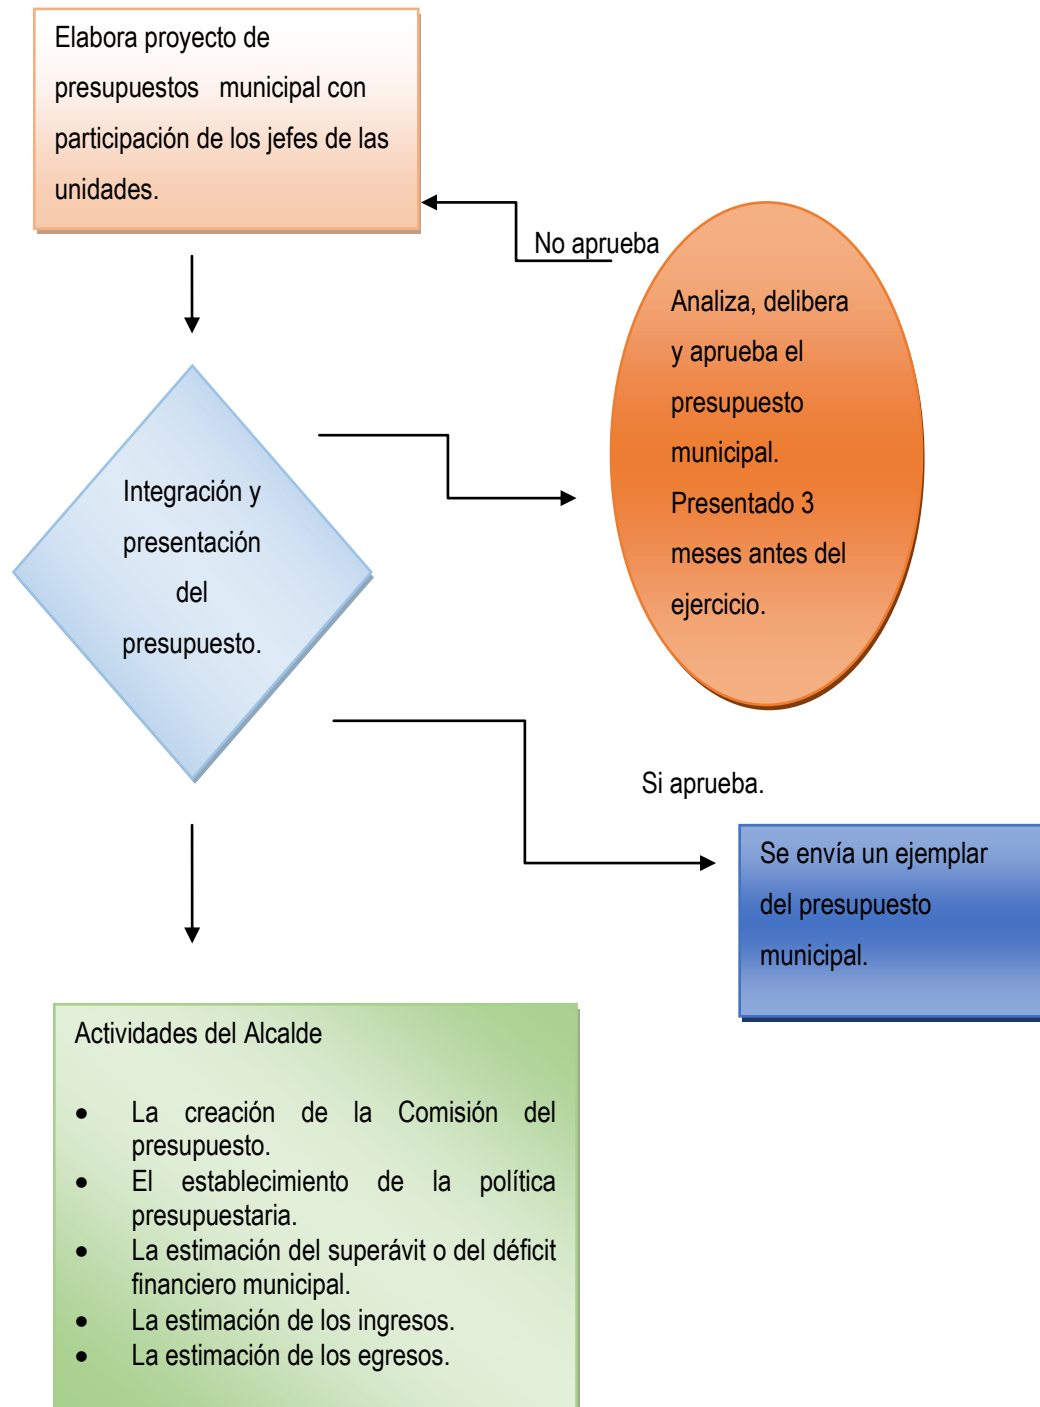 Elabora proyecto de
presupuestos municipal con
participación de los jefes de las
unidades.
No aprueba
Analiza, delibera
y aprueba el
presupuesto
municipal.
Presentado 3
meses antes del
ejercicio.
Integración y
presentación
del
presupuesto.
Si aprueba.
Se envía un ejemplar
del presupuesto
municipal.
Actividades del Alcalde
• La creación de la Comisión del
presupuesto.
• El establecimiento de la política
presupuestaria.
• La estimación del superávit o del déficit
financiero municipal.
• La estimación de los ingresos.
• La estimación de los egresos.